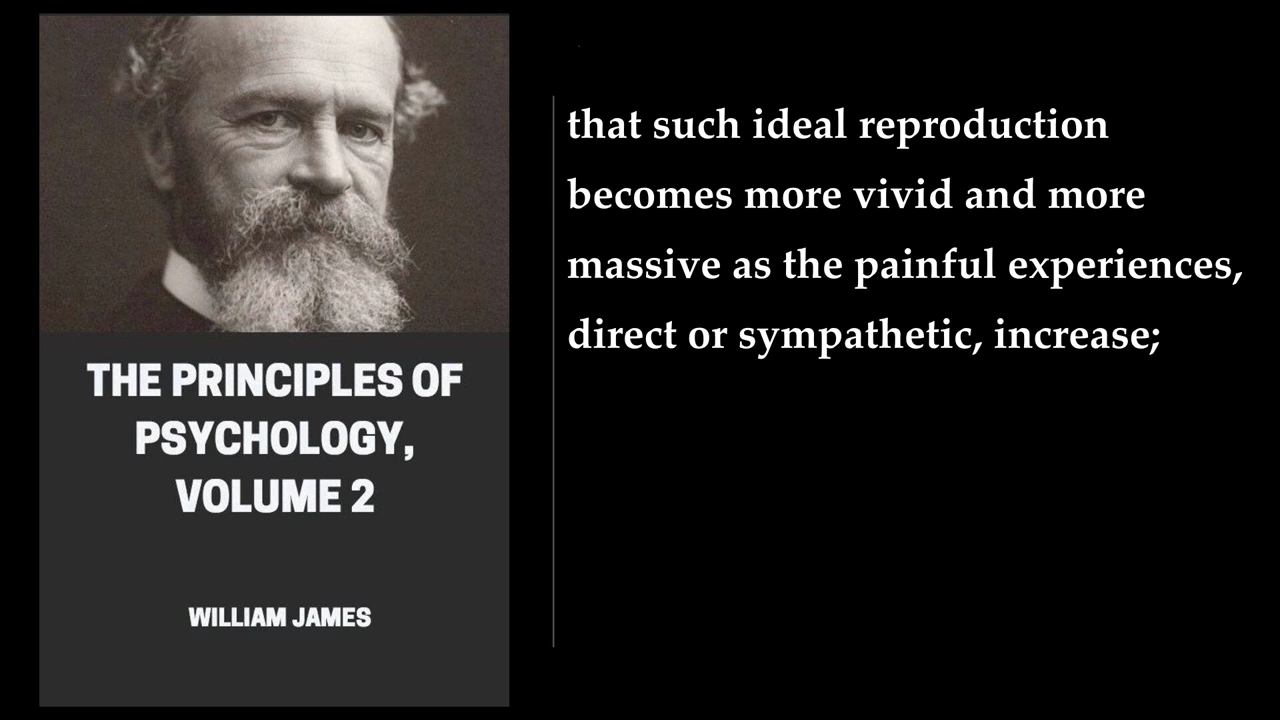 THE PRINCIPLES OF
PSYCHOLOGY,
VOLUME 2
WILLIAM JAMES
that such ideal reproduction
becomes more vivid and more
massive as the painful experiences,
direct or sympathetic, increase;